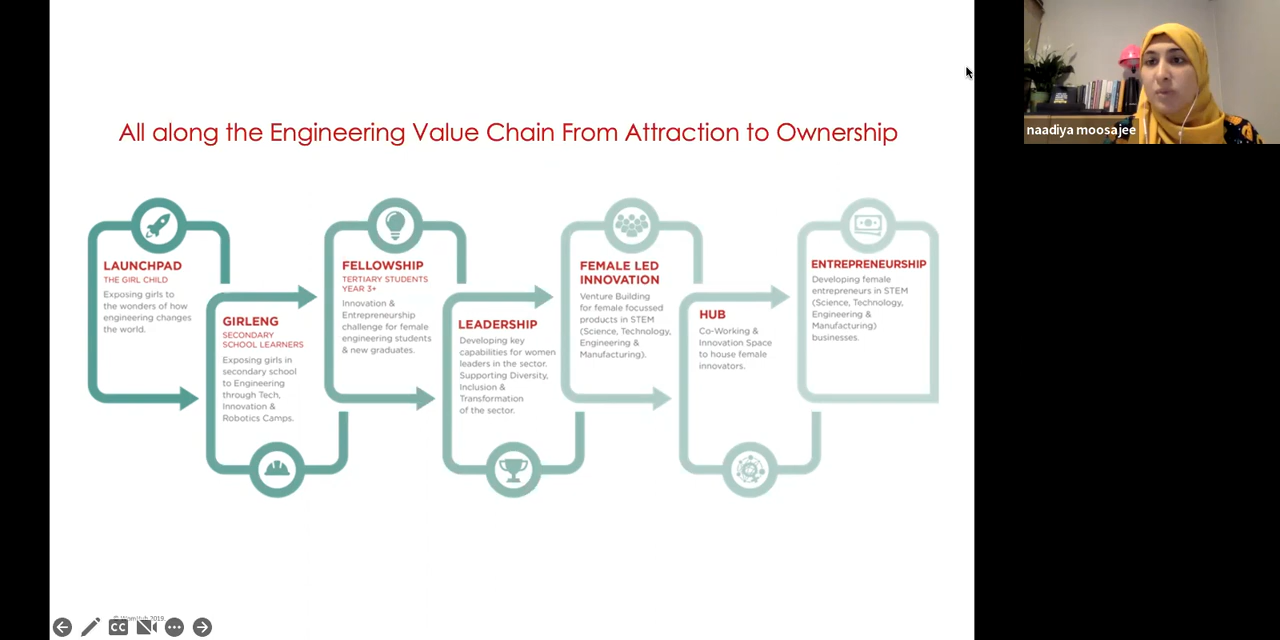 All along the Engineering Value Chain From Attraction to Ownership
LAUNCHPAD
THE GIRL CHILD
Exposing girls to
the wonders of how
engineering changes
the world.
GIRLENG
SECONDARY
SCHOOL LEARNERS
Exposing girls in
secondary school
to Engineering
through Tech,
Innovation &
Robotics Camps.
FELLOWSHIP
TERTIARY STUDENTS
YEAR 3+
Innovation &
Entrepreneurship
challenge for female
engineering students
& new graduates.
LEADERSHIP
Developing key
capabilities for women
leaders in the sector.
Supporting Diversity,
Inclusion &
Transformation
of the sector.
FEMALE LED
INNOVATION
Venture Building
for female focussed
products in STEM
(Science, Technology,
Engineering &
Manufacturing).
HUB
Co-Working &
Innovation Space
to house female
innovators.
ENTREPRENEURSHIP
Developing female
entrepreneurs in STEM
(Science, Technology,
Engineering &
Manufacturing)
businesses.
naadiya moosajee
2019
CC